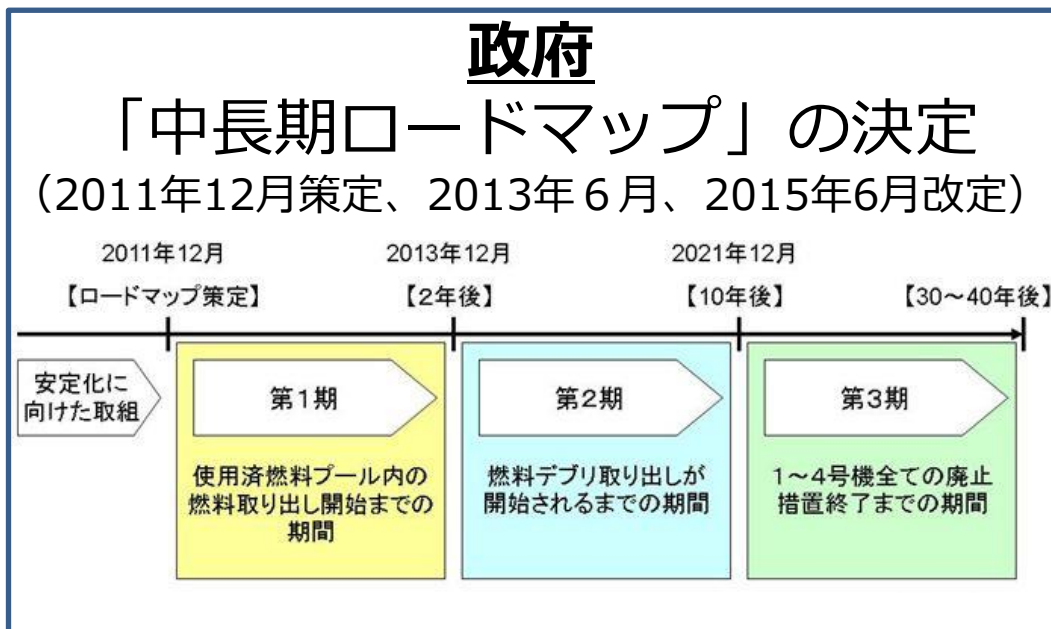 政府
「中長期ロードマップ」の決定
（2011年12月策定、2013年６月、2015年6月改定）
2011年12月
2013年12月
2021年12月
【ロードマップ策定】
【2年後】
【10年後】
【30～40年後】
安定化に
向けた取組
第１期
第２期
第３期
使用済燃料プール内の
燃料取り出し開始までの
期間
燃料デブリ取り出しが
開始されるまでの期間
１～４号機全ての廃止
措置終了までの期間